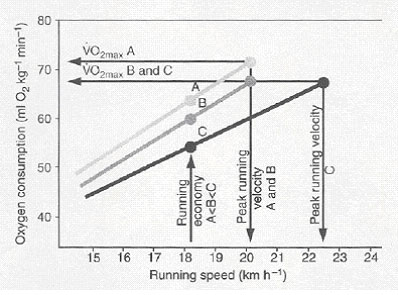 80
70
60
50
40
Oxygen consumption (ml O₂ kg⁻¹ min⁻¹)
V̇O₂max A
V̇O₂max B and C
A
B
C
Running
economy
A<B<C
Peak running
velocity
A and B
Peak running velocity
C
15 16 17 18 19 20 21 22 23 24
Running speed (km h⁻¹)